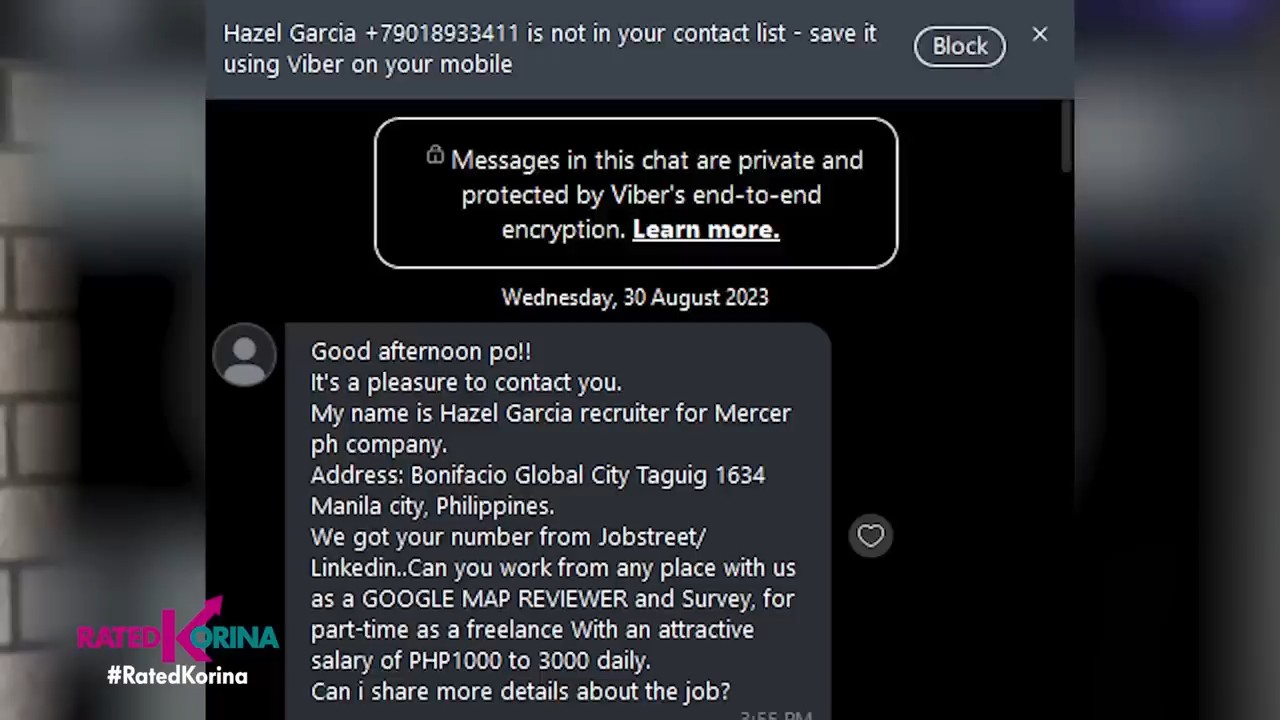 Hazel Garcia +79018933411 is not in your contact list - save it
using Viber on your mobile
Block
Messages in this chat are private and
protected by Viber's end-to-end
encryption. Learn more.
Wednesday, 30 August 2023
Good afternoon po!!
It's a pleasure to contact you.
My name is Hazel Garcia recruiter for Mercer
ph company.
Address: Bonifacio Global City Taguig 1634
Manila city, Philippines.
We got your number from Jobstreet/
Linkedin..Can you work from any place with us
as a GOOGLE MAP REVIEWER and Survey, for
part-time as a freelance With an attractive
salary of PHP1000 to 3000 daily.
Can i share more details about the job?
3:55 PM
RATED KORINA
#RatedKorina